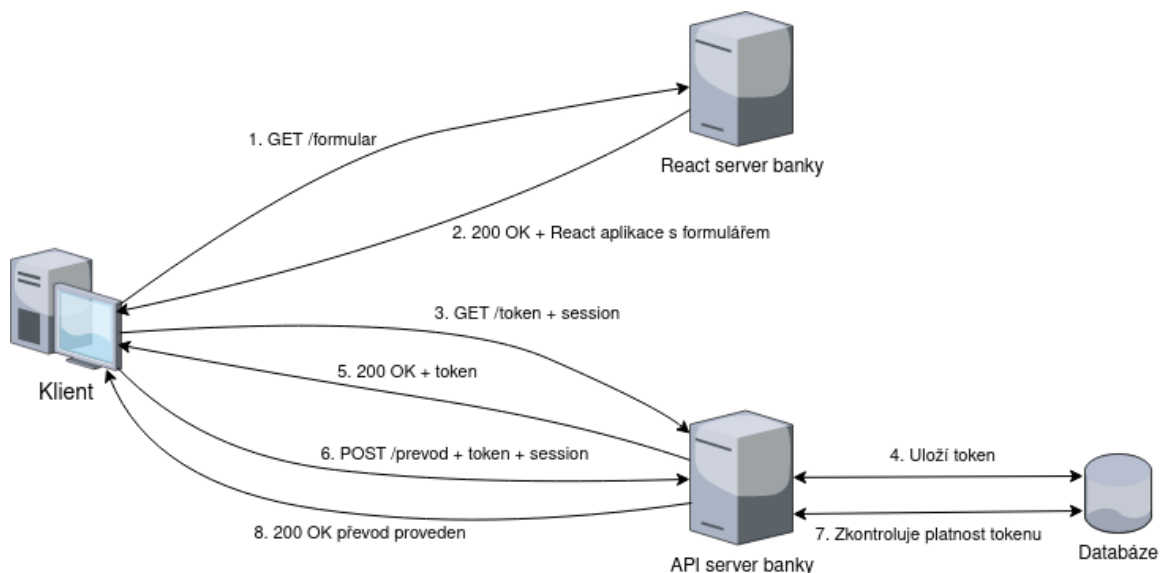 1. GET /formular
React server banky
2. 200 OK + React aplikace s formulářem
3. GET /token + session
5. 200 OK + token
Klient
6. POST /prevod + token + session
4. Uloží token
8. 200 OK převod proveden
7. Zkontroluje platnost tokenu
Databáze
API server banky